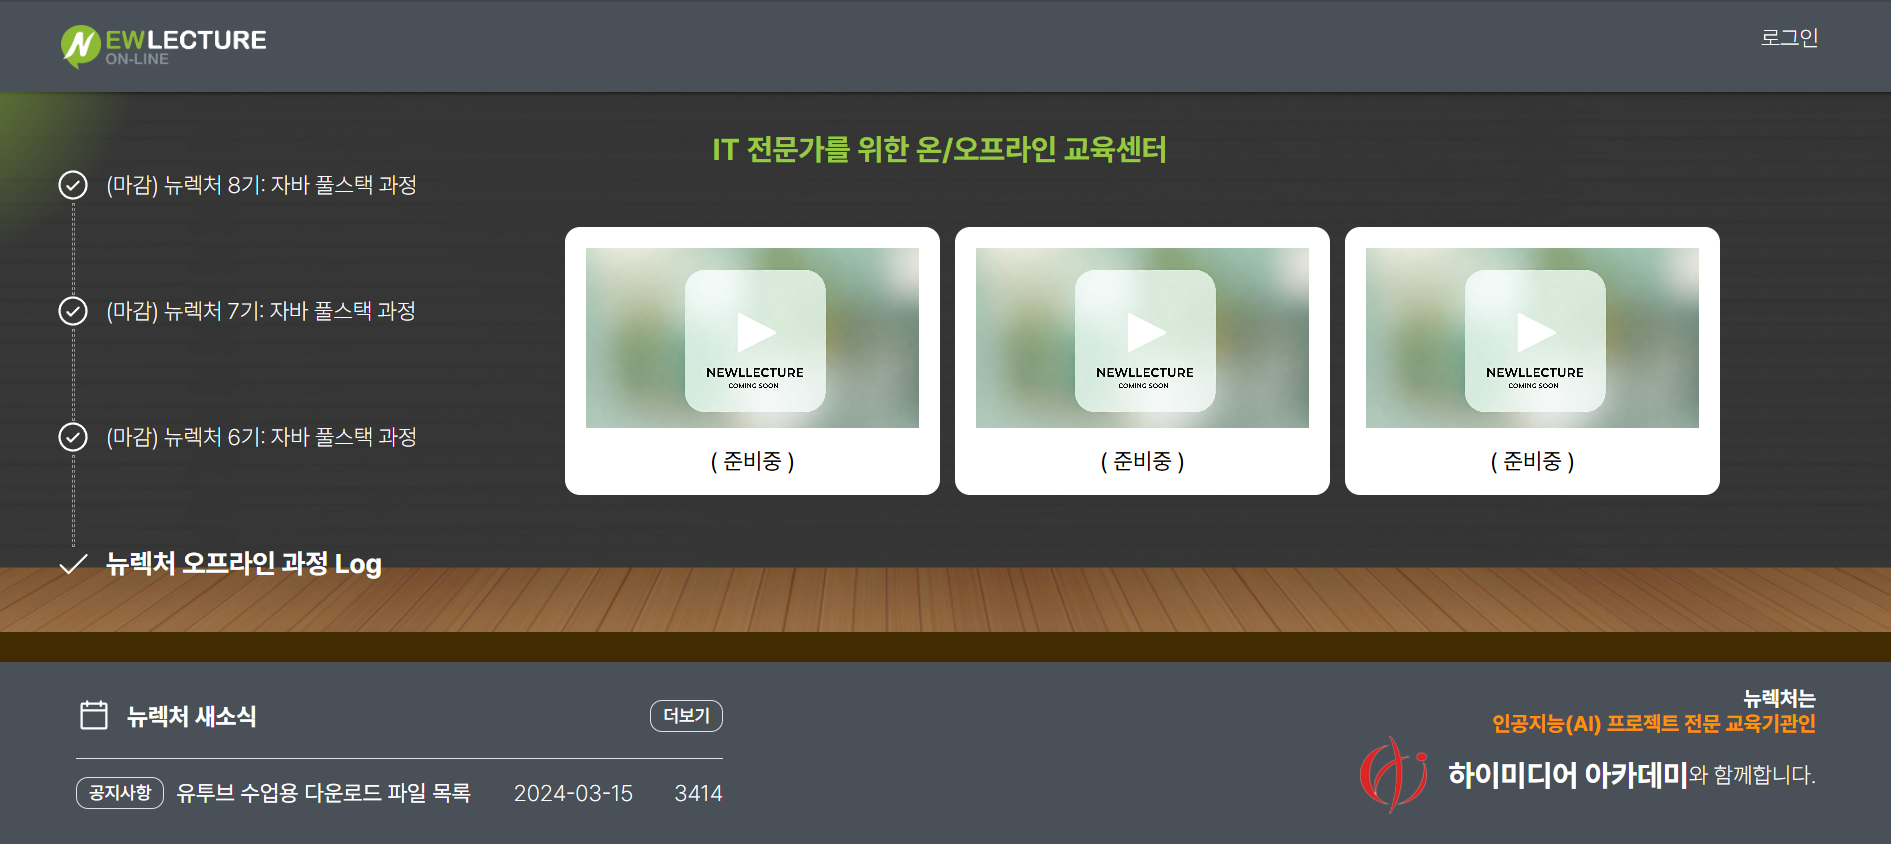 NEWLECTURE
ON-LINE
로그인
IT 전문가를 위한 온/오프라인 교육센터
(마감) 뉴렉처 8기: 자바 풀스택 과정
(마감) 뉴렉처 7기: 자바 풀스택 과정
(마감) 뉴렉처 6기: 자바 풀스택 과정
뉴렉처 오프라인 과정 Log
NEWLLECTURE
COMING SOON
( 준비중 )
NEWLLECTURE
COMING SOON
( 준비중 )
NEWLLECTURE
COMING SOON
( 준비중 )
뉴렉처 새소식
더보기
공지사항 유투브 수업용 다운로드 파일 목록 2024-03-15 3414
뉴렉처는
인공지능(AI) 프로젝트 전문 교육기관인
하이미디어 아카데미와 함께합니다.